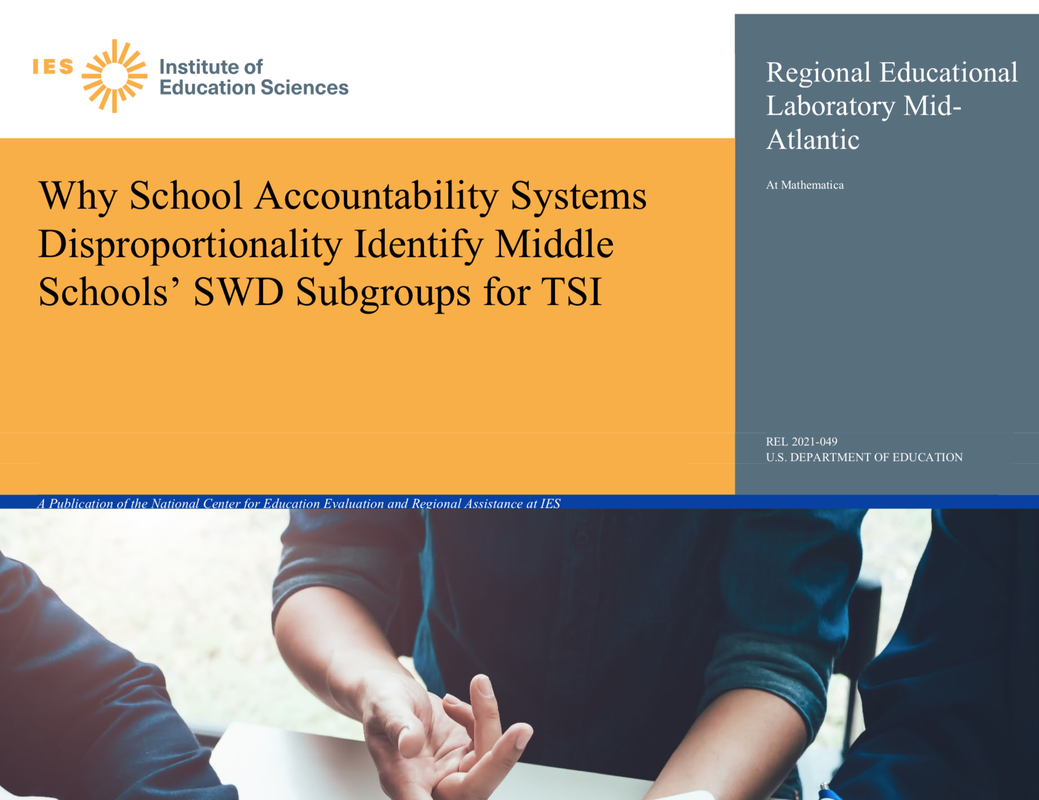 IES
Institute of
Education Sciences
Regional Educational
Laboratory Mid-
Atlantic
At Mathematica
Why School Accountability Systems
Disproportionality Identify Middle
Schools’ SWD Subgroups for TSI
REL 2021-049
U.S. DEPARTMENT OF EDUCATION
A Publication of the National Center for Education Evaluation and Regional Assistance at IES